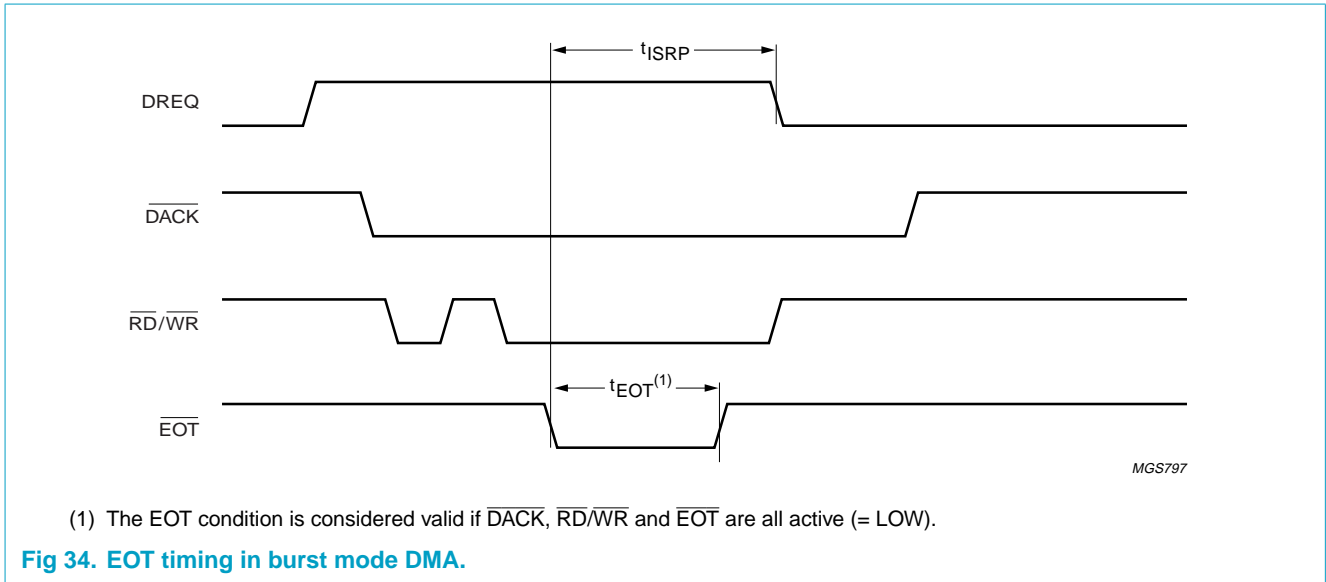 tISRP
DREQ
DACK
RD/WR
tEOT(1)
EOT
MGS797
(1) The EOT condition is considered valid if DACK, RD/WR and EOT are all active (= LOW).
Fig 34. EOT timing in burst mode DMA.